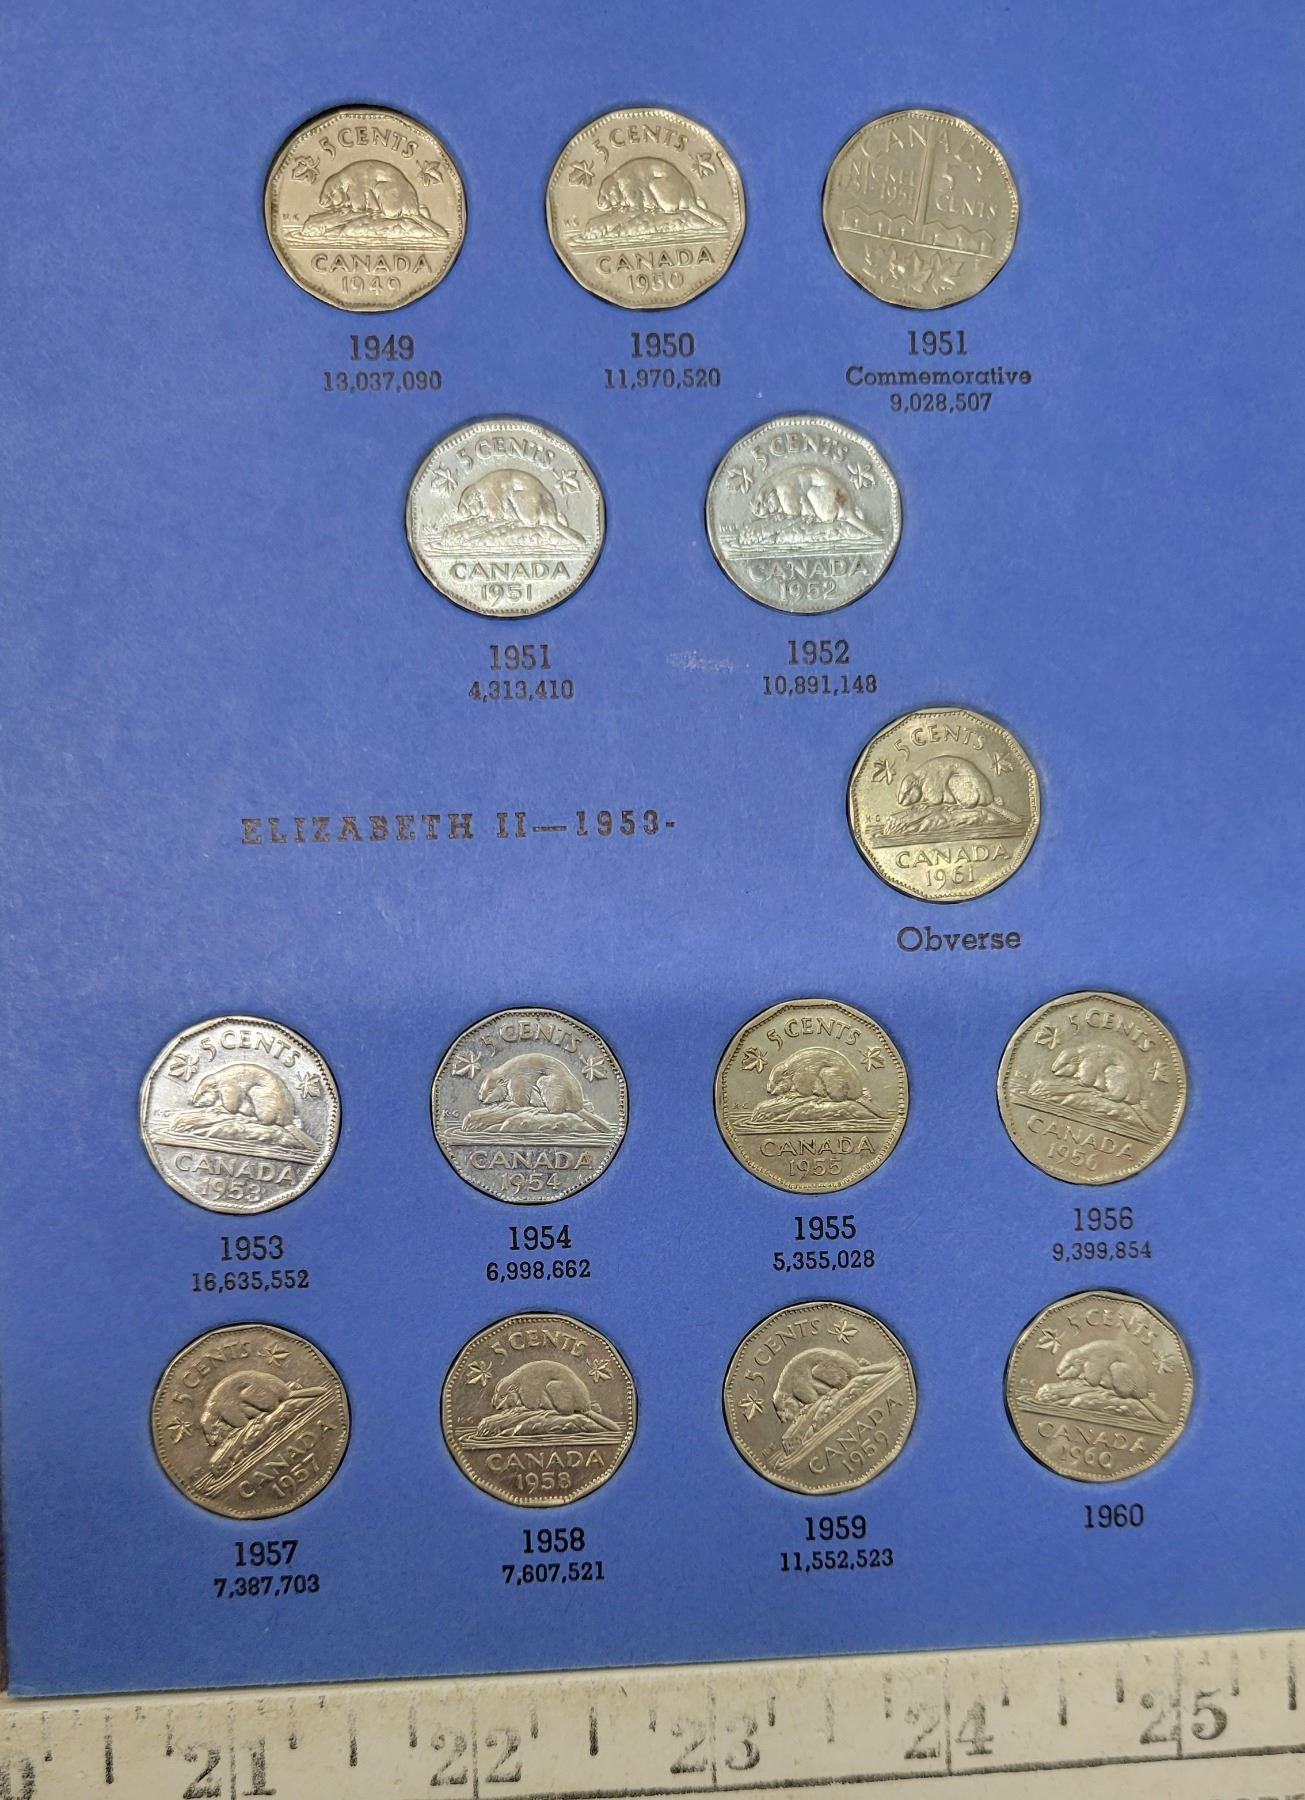 5 CENTS
K·G
CANADA
1949
5 CENTS
K·G
CANADA
1950
CANADA
NICKEL 5
1751-1951 CENTS
1949
13,037,090
1950
11,970,520
1951
Commemorative
9,028,507
5 CENTS
CANADA
1951
5 CENTS
CANADA
1952
1951
4,313,410
1952
10,891,148
5 CENTS
K·G
CANADA
1961
ELIZABETH II—1953-
Obverse
5 CENTS
K·G
CANADA
1953
5 CENTS
K·G
CANADA
1954
5 CENTS
K·G
CANADA
1955
5 CENTS
CANADA
1956
1953
16,635,552
1954
6,998,662
1955
5,355,028
1956
9,399,854
5 CENTS
CANADA
1957
5 CENTS
K·G
CANADA
1958
5 CENTS
K·G
CANADA
1959
5 CENTS
K·G
CANADA
1960
1957
7,387,703
1958
7,607,521
1959
11,552,523
1960
21 22 23 24 25